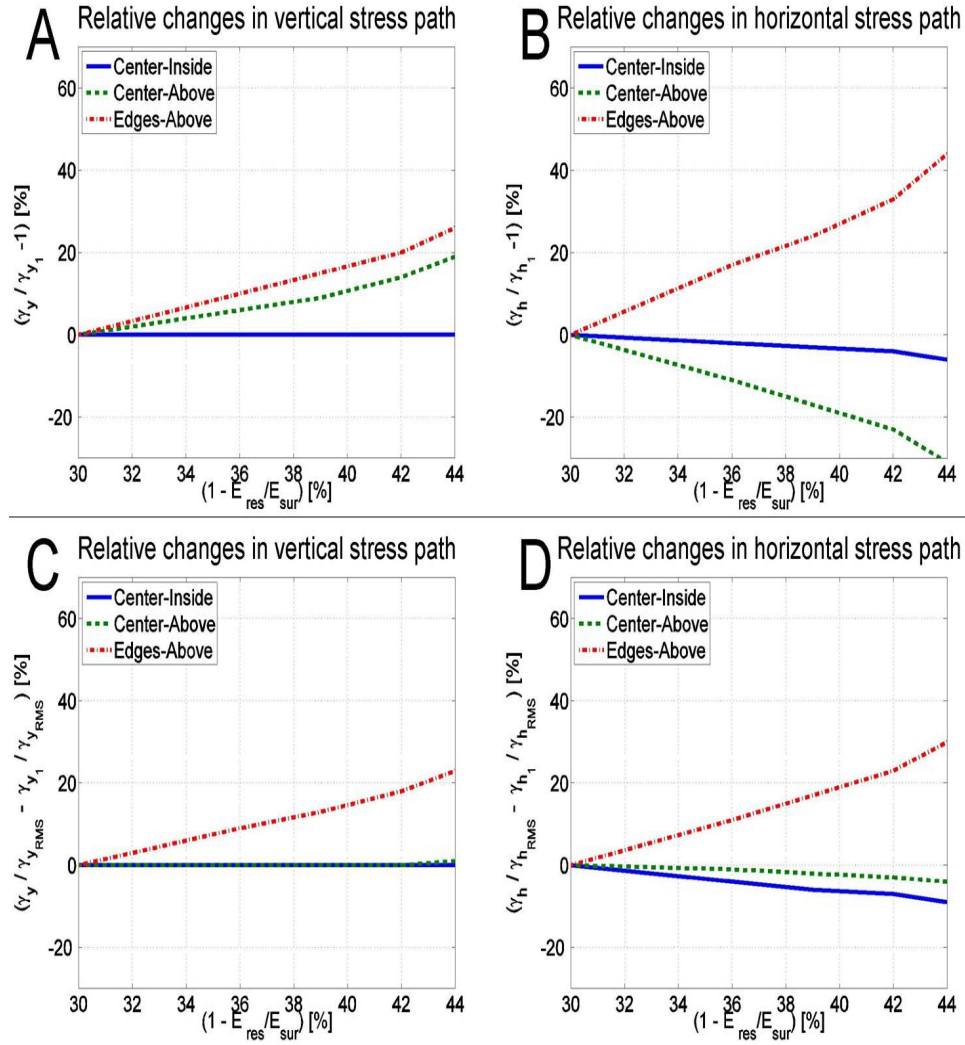 A
Relative changes in vertical stress path
Center-Inside
Center-Above
Edges-Above
(γy / γy1 -1) [%]
60
40
20
0
-20
30 32 34 36 38 40 42 44
(1 - Eres/Esur) [%]
B
Relative changes in horizontal stress path
Center-Inside
Center-Above
Edges-Above
(γh / γh1 -1) [%]
60
40
20
0
-20
30 32 34 36 38 40 42 44
(1 - Eres/Esur) [%]
C
Relative changes in vertical stress path
Center-Inside
Center-Above
Edges-Above
(γy / γyRMS - γy1 / γyRMS) [%]
60
40
20
0
-20
30 32 34 36 38 40 42 44
(1 - Eres/Esur) [%]
D
Relative changes in horizontal stress path
Center-Inside
Center-Above
Edges-Above
(γh / γhRMS - γh1 / γhRMS) [%]
60
40
20
0
-20
30 32 34 36 38 40 42 44
(1 - Eres/Esur) [%]